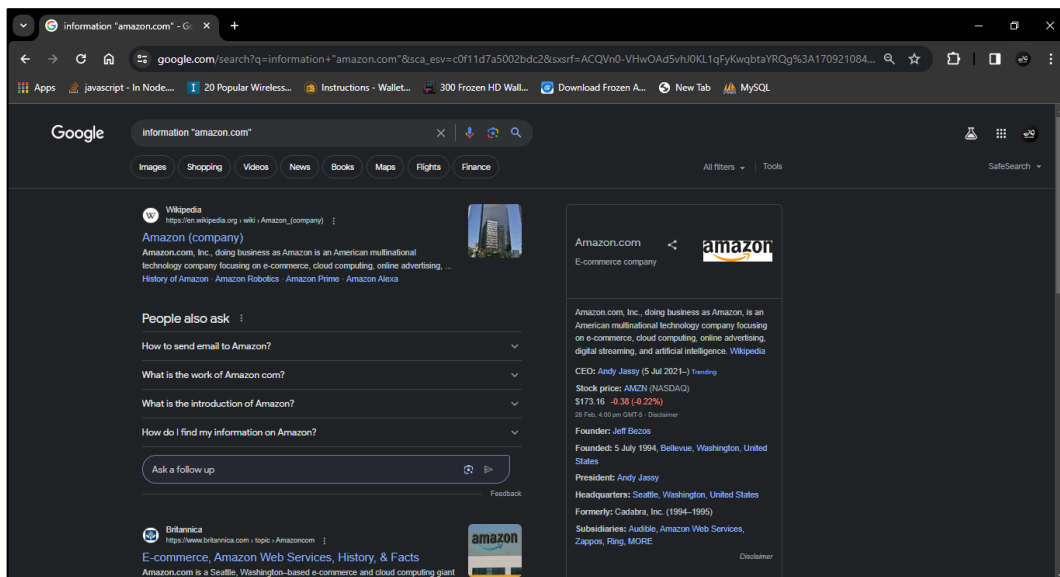 information "amazon.com" - Go
google.com/search?q=information+"amazon.com"&sca_esv=c0f11d7a5002bdc2&sxsrf=ACQVn0-VHwOAd5vhJ0KL1qFyKwqbtaYRQg%3A170921084...
Apps
javascript - In Node....
20 Popular Wireless...
Instructions - Wallet...
300 Frozen HD Wall...
Download Frozen A...
New Tab
MySQL
Google
information "amazon.com"
Images
Shopping
Videos
News
Books
Maps
Flights
Finance
All filters
Tools
SafeSearch
Wikipedia
https://en.wikipedia.org › wiki › Amazon_(company)
Amazon (company)
Amazon.com, Inc., doing business as Amazon is an American multinational
technology company focusing on e-commerce, cloud computing, online advertising, ...
History of Amazon · Amazon Robotics · Amazon Prime · Amazon Alexa
People also ask
How to send email to Amazon?
What is the work of Amazon com?
What is the introduction of Amazon?
How do I find my information on Amazon?
Ask a follow up
Feedback
Britannica
https://www.britannica.com › topic › Amazoncom
E-commerce, Amazon Web Services, History, & Facts
Amazon.com is a Seattle, Washington–based e-commerce and cloud computing giant
amazon
Amazon.com
E-commerce company
amazon
Amazon.com, Inc., doing business as Amazon, is an
American multinational technology company focusing
on e-commerce, cloud computing, online advertising,
digital streaming, and artificial intelligence. Wikipedia
CEO: Andy Jassy (5 Jul 2021–) Trending
Stock price: AMZN (NASDAQ)
$173.16 -0.38 (-0.22%)
28 Feb, 4:00 pm GMT-5 - Disclaimer
Founder: Jeff Bezos
Founded: 5 July 1994, Bellevue, Washington, United
States
President: Andy Jassy
Headquarters: Seattle, Washington, United States
Formerly: Cadabra, Inc. (1994–1995)
Subsidiaries: Audible, Amazon Web Services,
Zappos, Ring, MORE
Disclaimer